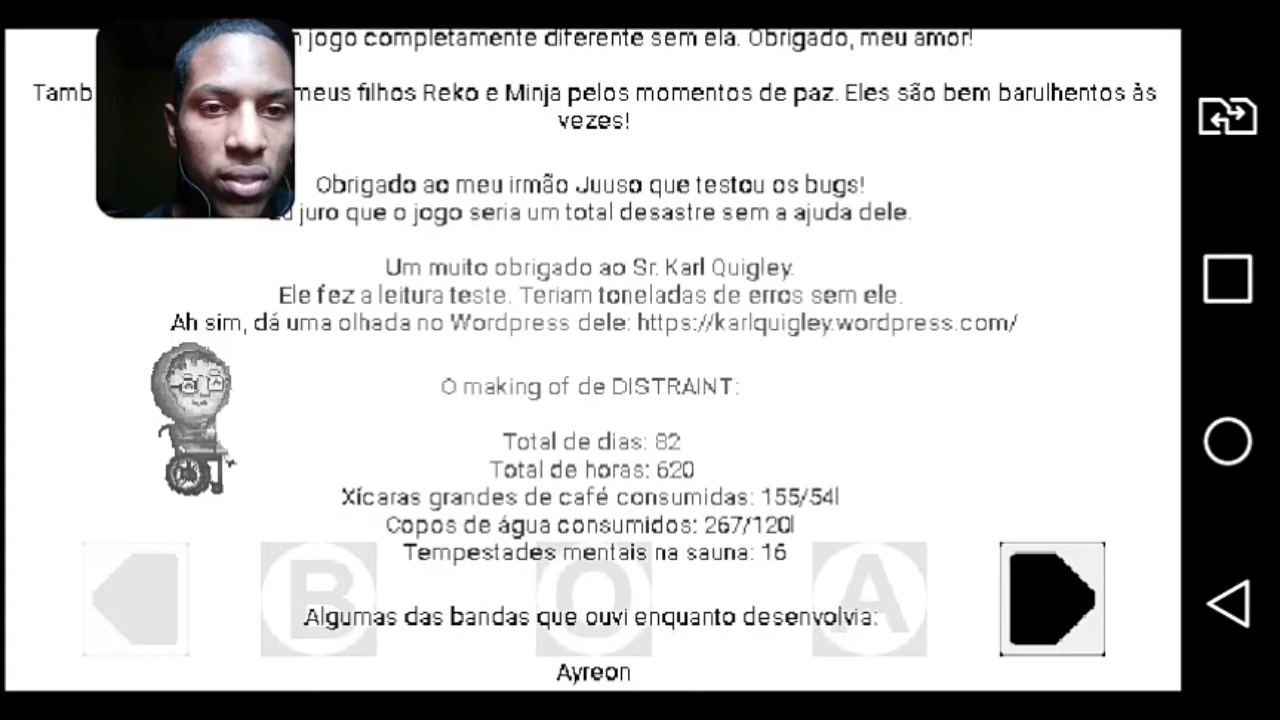 jogo completamente diferente sem ela. Obrigado, meu amor!
Tamb meus filhos Reko e Minja pelos momentos de paz. Eles são bem barulhentos às
vezes!
Obrigado ao meu irmão Juuso que testou os bugs!
juro que o jogo seria um total desastre sem a ajuda dele.
Um muito obrigado ao Sr. Karl Quigley.
Ele fez a leitura teste. Teriam toneladas de erros sem ele.
Ah sim, dá uma olhada no Wordpress dele: https://karlquigley.wordpress.com/
O making of de DISTRAINT:
Total de dias: 82
Total de horas: 620
Xícaras grandes de café consumidas: 155/54l
Copos de água consumidos: 267/120l
Tempestades mentais na sauna: 16
B O A
Algumas das bandas que ouvi enquanto desenvolvia:
Ayreon